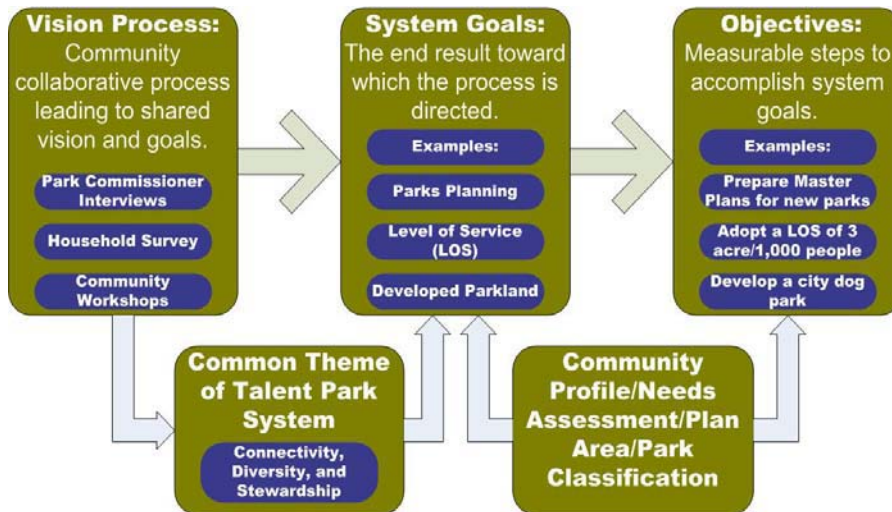 Vision Process:
Community
collaborative process
leading to shared
vision and goals.
Park Commissioner
Interviews
Household Survey
Community
Workshops
System Goals:
The end result toward
which the process is
directed.
Examples:
Parks Planning
Level of Service
(LOS)
Developed Parkland
Objectives:
Measurable steps to
accomplish system
goals.
Examples:
Prepare Master
Plans for new parks
Adopt a LOS of 3
acre/1,000 people
Develop a city dog
park
Common Theme
of Talent Park
System
Connectivity,
Diversity, and
Stewardship
Community
Profile/Needs
Assessment/Plan
Area/Park
Classification